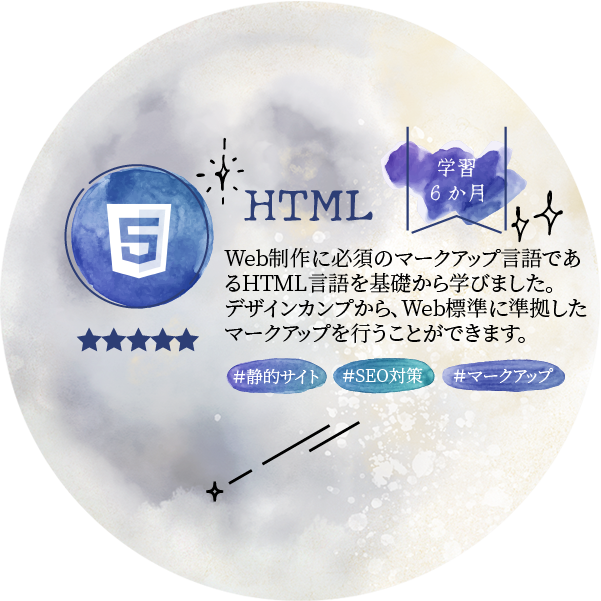 学習
6か月
HTML
5
Web制作に必須のマークアップ言語であ
るHTML言語を基礎から学びました。
デザインカンプから、Web標準に準拠した
マークアップを行うことができます。
#静的サイト #SEO対策 #マークアップ